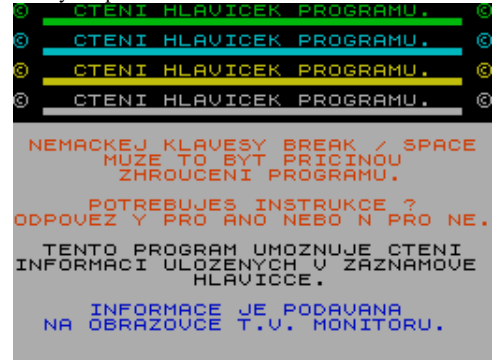 © CTENI HLAVICEK PROGRAMU. ©
© CTENI HLAVICEK PROGRAMU. ©
© CTENI HLAVICEK PROGRAMU. ©
© CTENI HLAVICEK PROGRAMU. ©
NEMACKEJ KLAVESY BREAK / SPACE
MUZE TO BYT PRICINOU
ZHROUCENI PROGRAMU.
POTREBUJES INSTRUKCE ?
ODPOVEZ Y PRO ANO NEBO N PRO NE.
TENTO PROGRAM UMOZNUJE CTENI
INFORMACI ULOZENYCH V ZAZNAMOVE
HLAVICCE.
INFORMACE JE PODAVANA
NA OBRAZOVCE T.V. MONITORU.